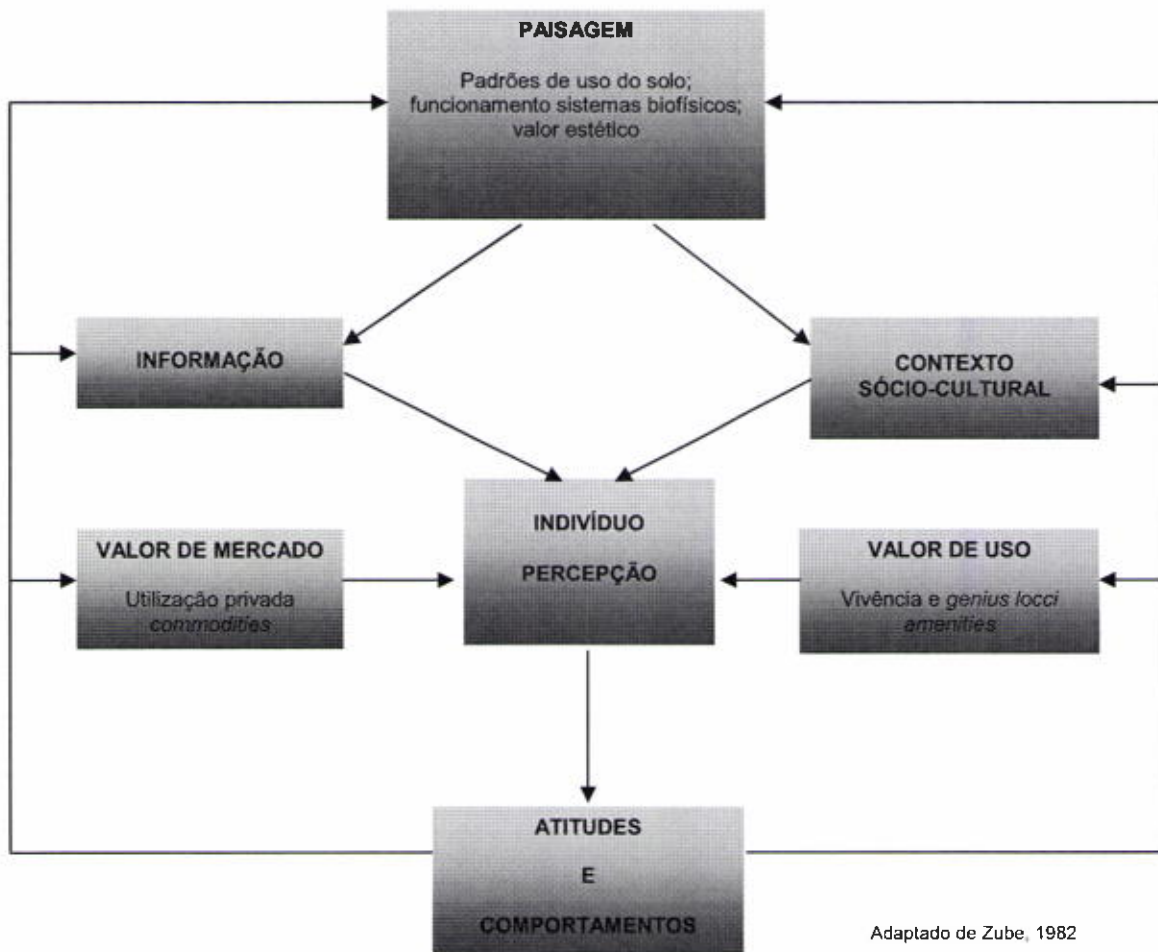 PAISAGEM
Padrões de uso do solo;
funcionamento sistemas biofísicos;
valor estético
INFORMAÇÃO
CONTEXTO
SÓCIO-CULTURAL
INDIVÍDUO
PERCEPÇÃO
VALOR DE MERCADO
Utilização privada
commodities
VALOR DE USO
Vivência e genius locci
amenities
ATITUDES
E
COMPORTAMENTOS
Adaptado de Zube, 1982